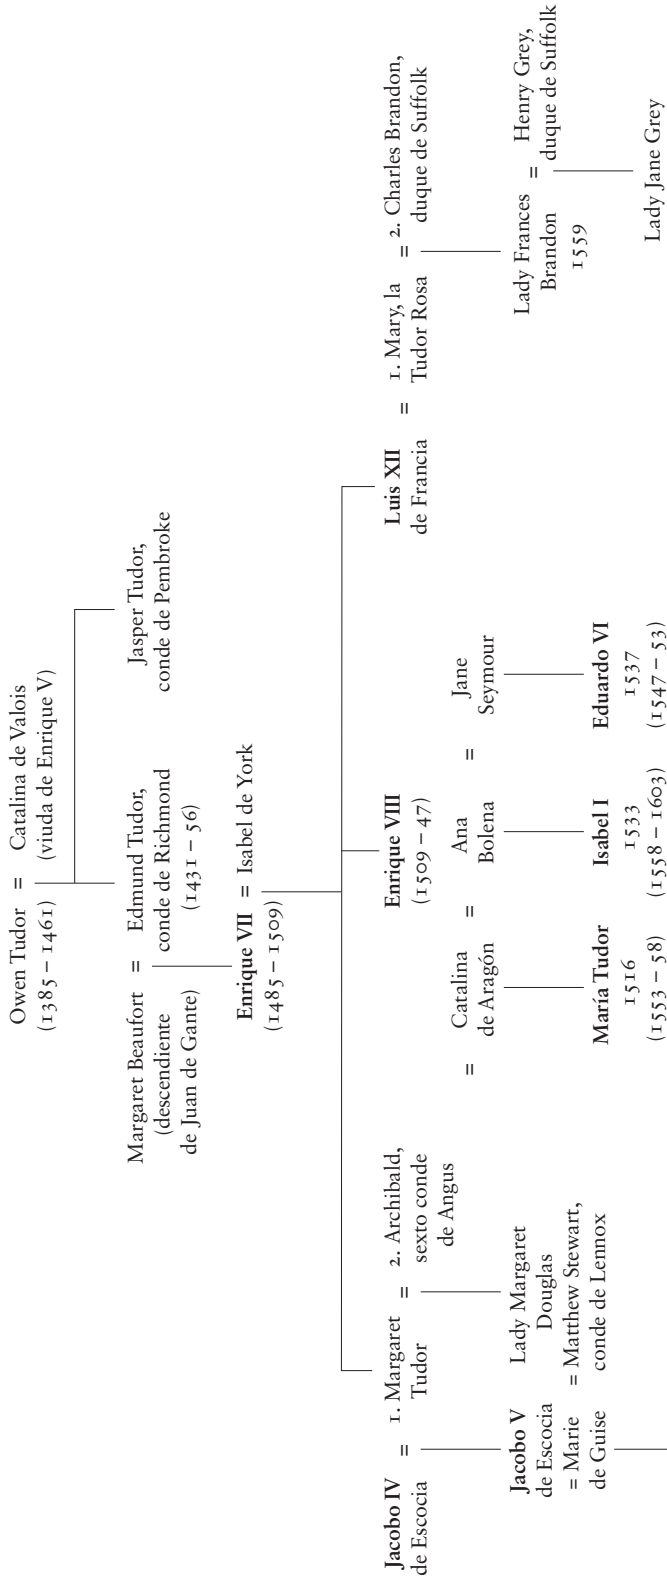 Owen Tudor = Catalina de Valois
(1385 – 1461) (viuda de Enrique V)
Margaret Beaufort = Edmund Tudor,
(descendiente conde de Richmond
de Juan de Gante) (1431 – 56)
Jasper Tudor,
conde de Pembroke
Enrique VII = Isabel de York
(1485 – 1509)
Jacobo IV = 1. Margaret = 2. Archibald,
de Escocia Tudor sexto conde
de Angus
Enrique VIII
(1509 – 47)
Luis XII = 1. Mary, la = 2. Charles Brandon,
de Francia Tudor Rosa duque de Suffolk
= Catalina = Ana = Jane
de Aragón Bolena Seymour
Jacobo V
de Escocia
= Marie
de Guise
Lady Margaret
Douglas
= Matthew Stewart,
conde de Lennox
María Tudor
1516
(1553 – 58)
Isabel I
1533
(1558 – 1603)
Eduardo VI
1537
(1547 – 53)
Lady Frances = Henry Grey,
Brandon duque de Suffolk
1559
Lady Jane Grey